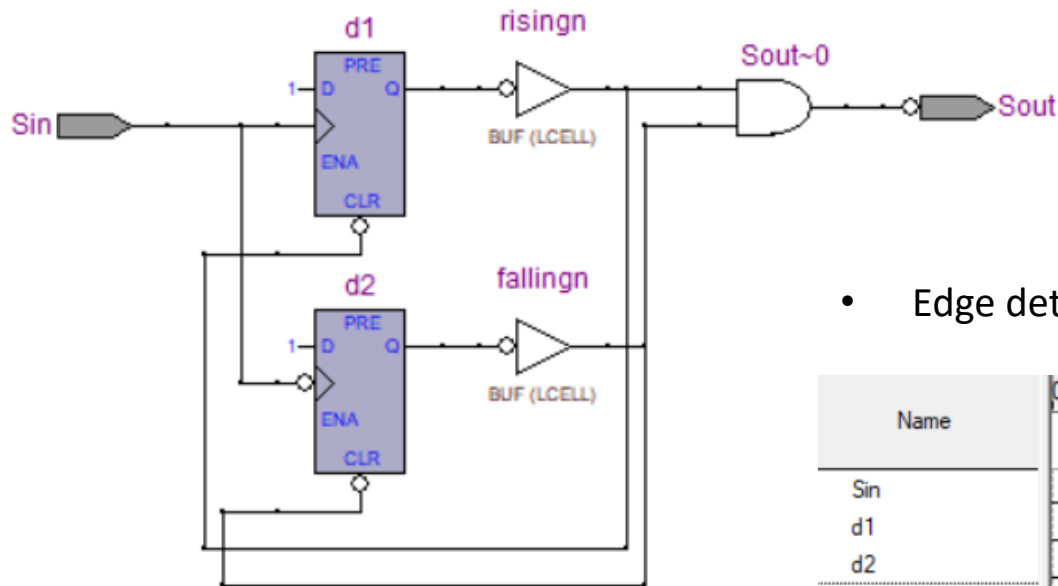 d1
risingn
PRE
1 D Q
BUF (LCELL)
ENA
CLR
Sin
Sout~0
Sout
d2
fallingn
PRE
1 D Q
BUF (LCELL)
ENA
CLR
• Edge det
Name
Sin
d1
d2